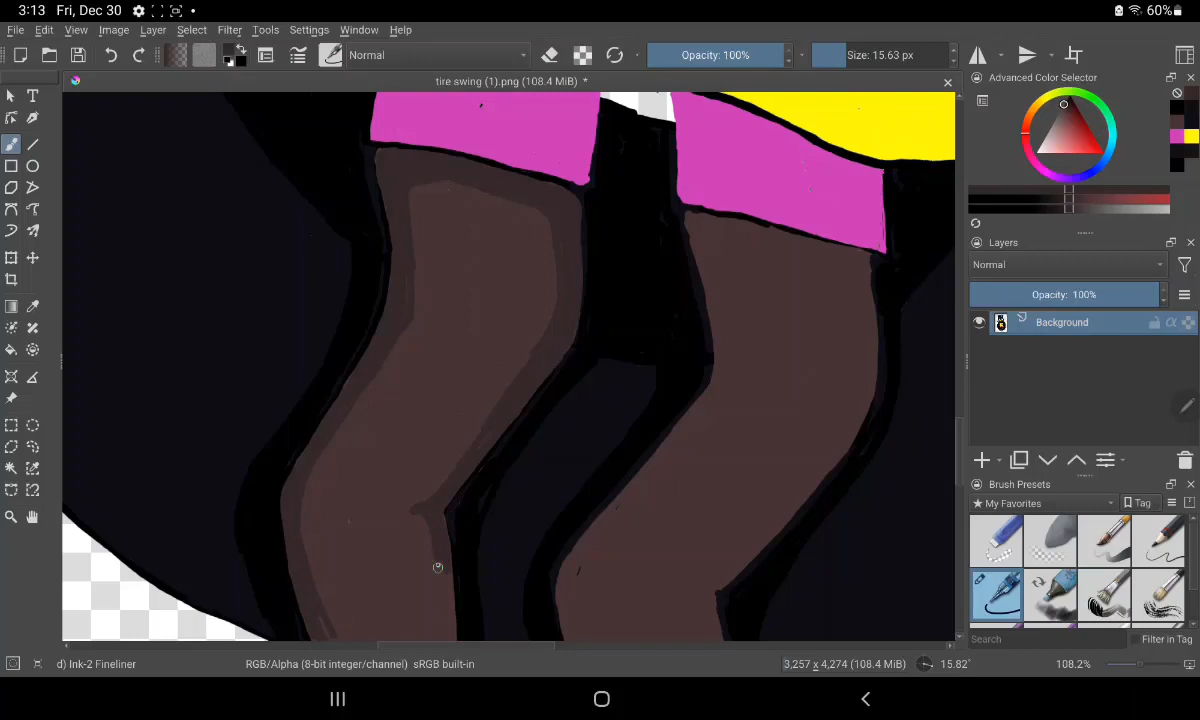 3:13 Fri, Dec 30
60%
File Edit View Image Layer Select Filter Tools Settings Window Help
Normal
Opacity: 100%
Size: 15.63 px
tire swing (1).png (108.4 MiB) *
Advanced Color Selector
Layers
Normal
Opacity: 100%
Background
Brush Presets
My Favorites
Tag
Search
Filter in Tag
d) Ink-2 Fineliner
RGB/Alpha (8-bit integer/channel) sRGB built-in
3,257 x 4,274 (108.4 MiB)
15.82°
108.2%